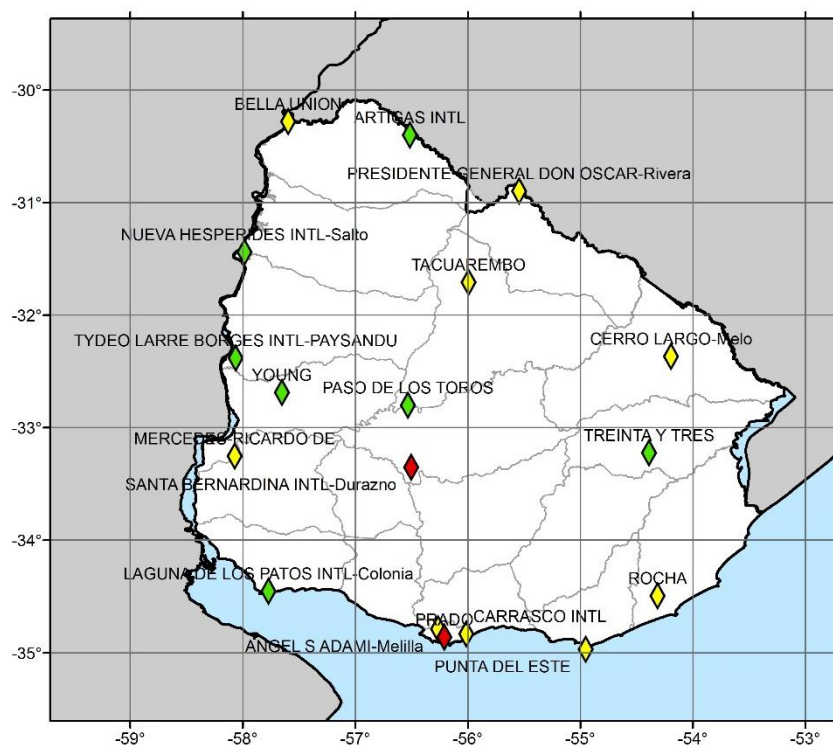 -30°
BELLA UNION
ARTIGAS INTL
PRESIDENTE GENERAL DON OSCAR-Rivera
-31°
NUEVA HESPERIDES INTL-Salto
TACUAREMBO
-32°
TYDEO LARRE BORGES INTL-PAYSANDU
CERRO LARGO-Melo
YOUNG
PASO DE LOS TOROS
-33°
MERCEDES-RICARDO DE
TREINTA Y TRES
SANTA BERNARDINA INTL-Durazno
-34°
LAGUNA DE LOS PATOS INTL-Colonia
ROCHA
PRADO
CARRASCO INTL
ANGEL S ADAMI-Melilla
-35°
PUNTA DEL ESTE
-59°
-58°
-57°
-56°
-55°
-54°
-53°